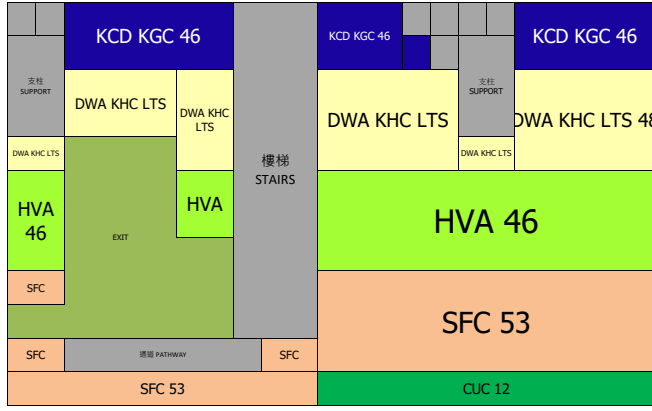 KCD KGC 46
KCD KGC 46
KCD KGC 46
支柱
SUPPORT
支柱
SUPPORT
DWA KHC LTS
DWA KHC
LTS
DWA KHC LTS
DWA KHC LTS 48
DWA KHC LTS
DWA KHC LTS
樓梯
STAIRS
HVA
46
HVA
HVA 46
EXIT
SFC
SFC 53
SFC
通道 PATHWAY
SFC
SFC 53
CUC 12